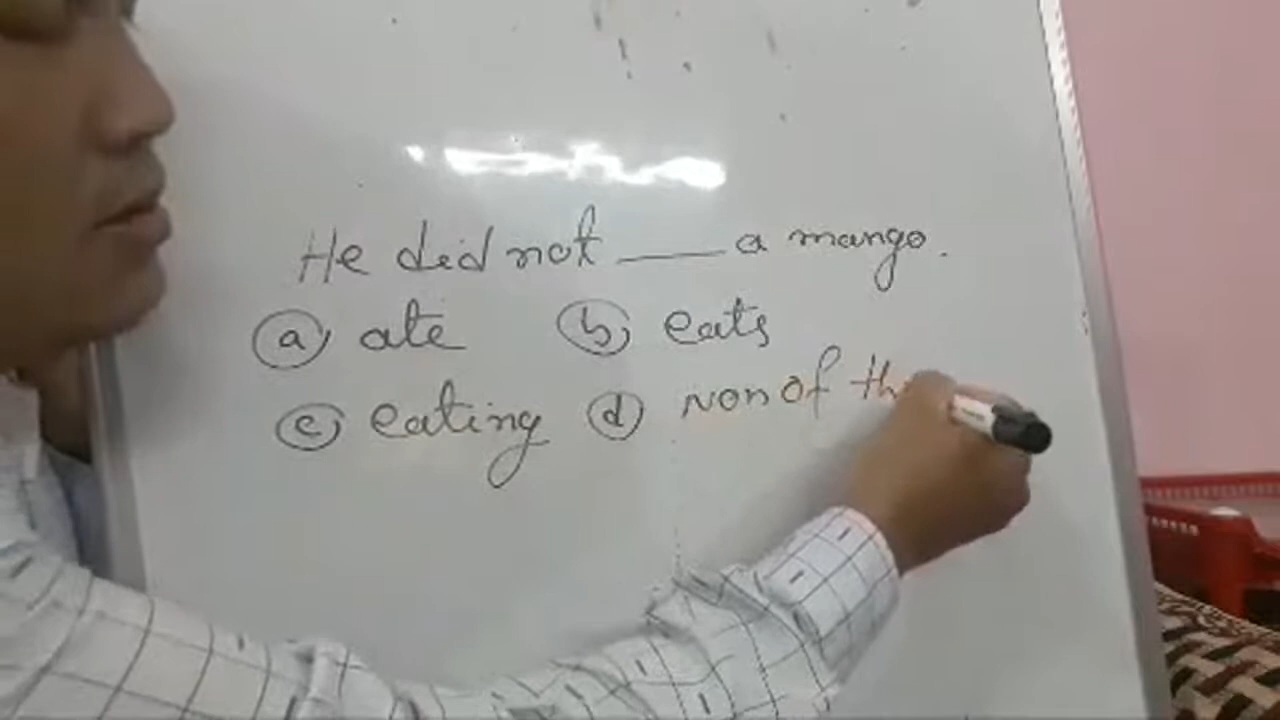 He did not ___ a mango.
(a) ate (b) eats
(c) eating (d) Non of th